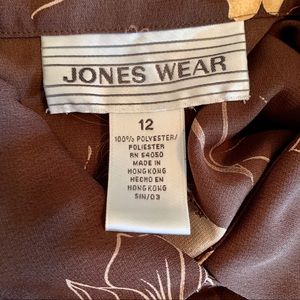 JONES WEAR
12
100% POLYESTER/
POLIESTER
RN 54050
MADE IN
HONGKONG
HECHO EN
HONGKONG
SIN/03